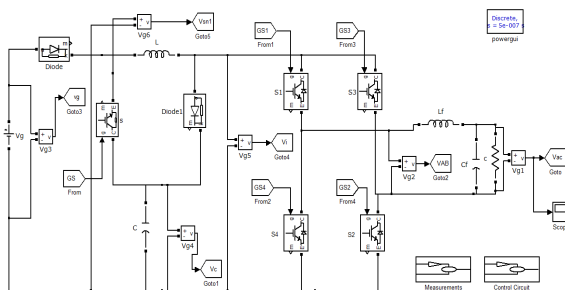 Discrete,
s = 5e-007 s
powergui
Vsn1
Goto5
Vg6
L
m
Diode
vg
Goto3
Vg
Vg3
GS
From
s
Diode1
GS1
From1
GS3
From3
S1
S3
Vg5
Vi
Goto4
Lf
Cf
c
Vg2
VAB
Goto2
Vg1
Vac
Goto
GS4
From2
GS2
From4
S4
S2
C
Vg4
Vc
Goto1
Scop
Measurements
Control Circuit